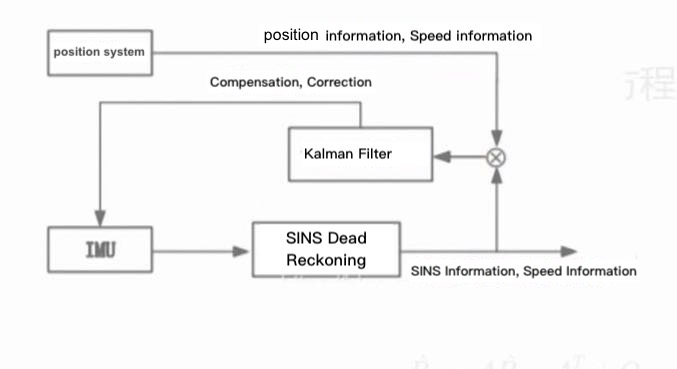 position information, Speed information
position system
Compensation, Correction
Kalman Filter
IMU
SINS Dead
Reckoning
SINS Information, Speed Information